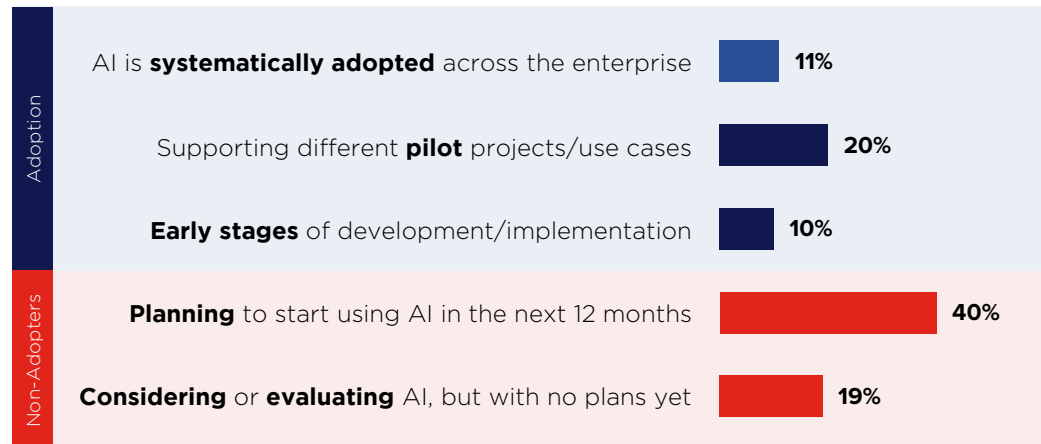 Adoption
AI is systematically adopted across the enterprise 11%
Supporting different pilot projects/use cases 20%
Early stages of development/implementation 10%
Non-Adopters
Planning to start using AI in the next 12 months 40%
Considering or evaluating AI, but with no plans yet 19%